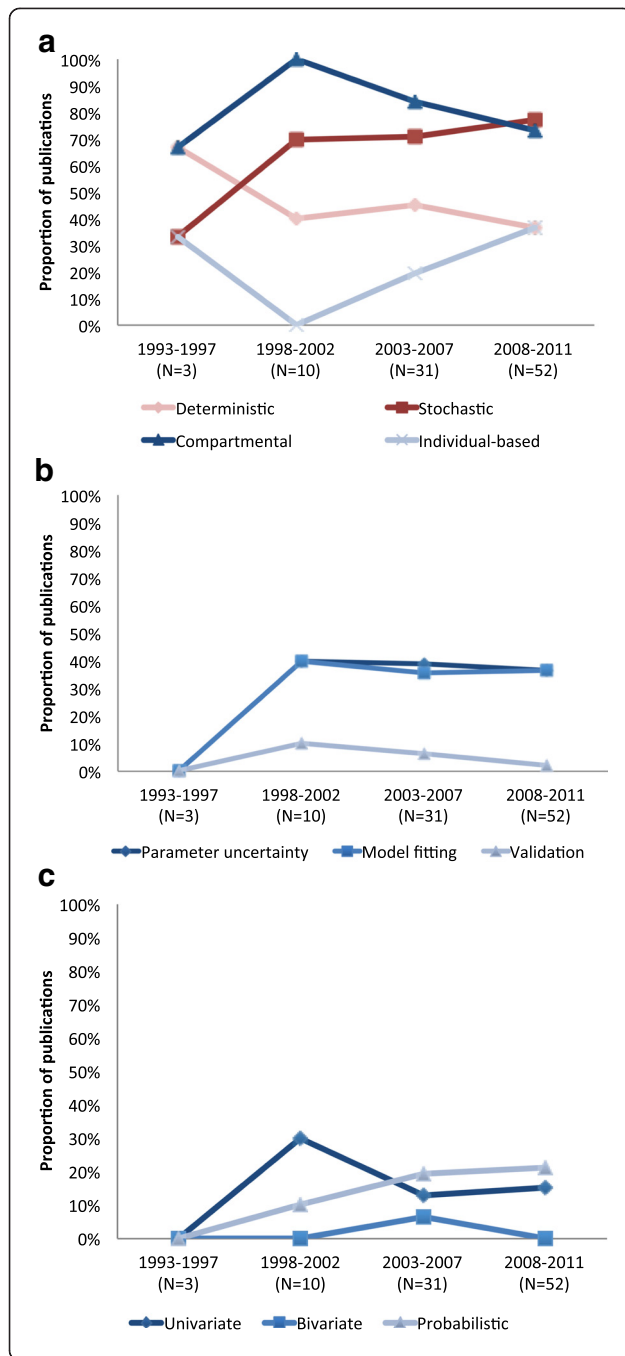 a
Proportion of publications
100%
90%
80%
70%
60%
50%
40%
30%
20%
10%
0%
1993-1997 1998-2002 2003-2007 2008-2011
(N=3) (N=10) (N=31) (N=52)
Deterministic Stochastic
Compartmental Individual-based
b
Proportion of publications
100%
90%
80%
70%
60%
50%
40%
30%
20%
10%
0%
1993-1997 1998-2002 2003-2007 2008-2011
(N=3) (N=10) (N=31) (N=52)
Parameter uncertainty Model fitting Validation
c
Proportion of publications
100%
90%
80%
70%
60%
50%
40%
30%
20%
10%
0%
1993-1997 1998-2002 2003-2007 2008-2011
(N=3) (N=10) (N=31) (N=52)
Univariate Bivariate Probabilistic